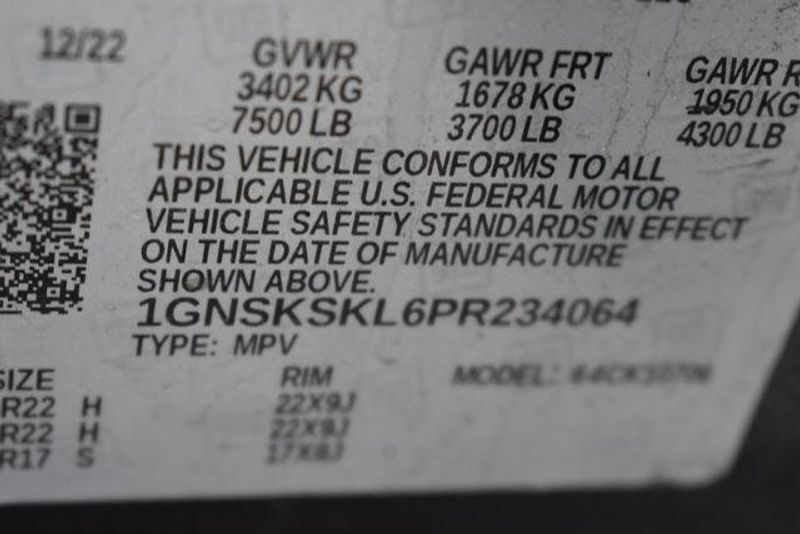 12/22 GVWR GAWR FRT GAWR R
3402 KG 1678 KG 1950 KG
7500 LB 3700 LB 4300 LB
THIS VEHICLE CONFORMS TO ALL
APPLICABLE U.S. FEDERAL MOTOR
VEHICLE SAFETY STANDARDS IN EFFECT
ON THE DATE OF MANUFACTURE
SHOWN ABOVE.
1GNSKSKL6PR234064
TYPE: MPV
SIZE RIM MODEL:
R22 H 22X9J
R22 H 22X9J
R17 S 17X8J